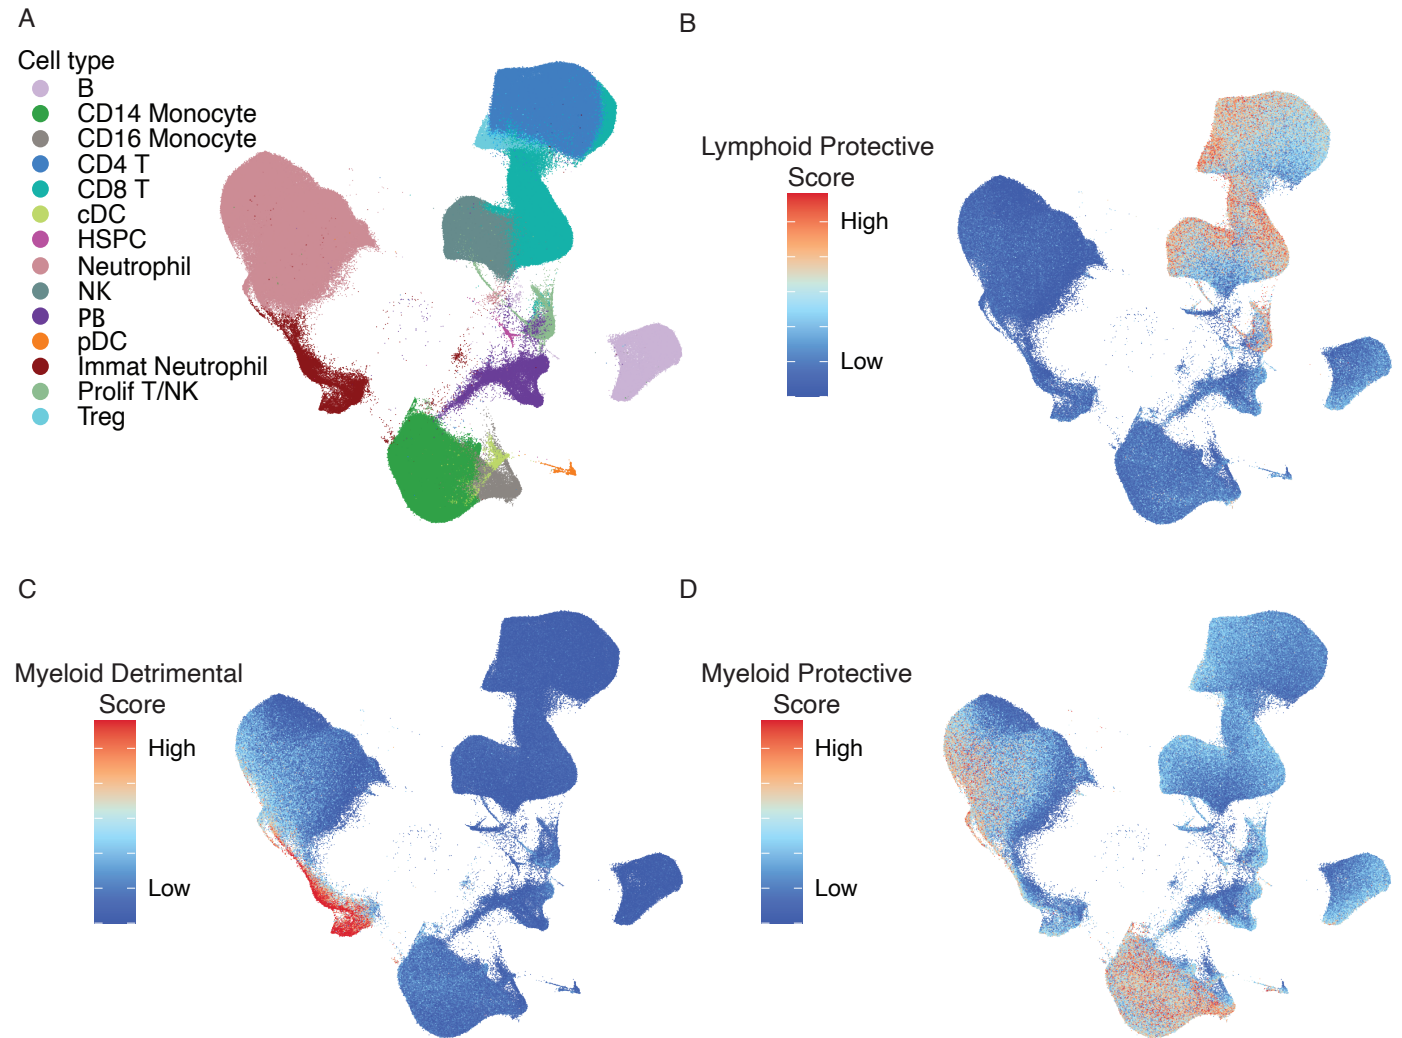 A
Cell type
B
CD14 Monocyte
CD16 Monocyte
CD4 T
CD8 T
cDC
HSPC
Neutrophil
NK
PB
pDC
Immat Neutrophil
Prolif T/NK
Treg
B
Lymphoid Protective
Score
High
Low
C
Myeloid Detrimental
Score
High
Low
D
Myeloid Protective
Score
High
Low